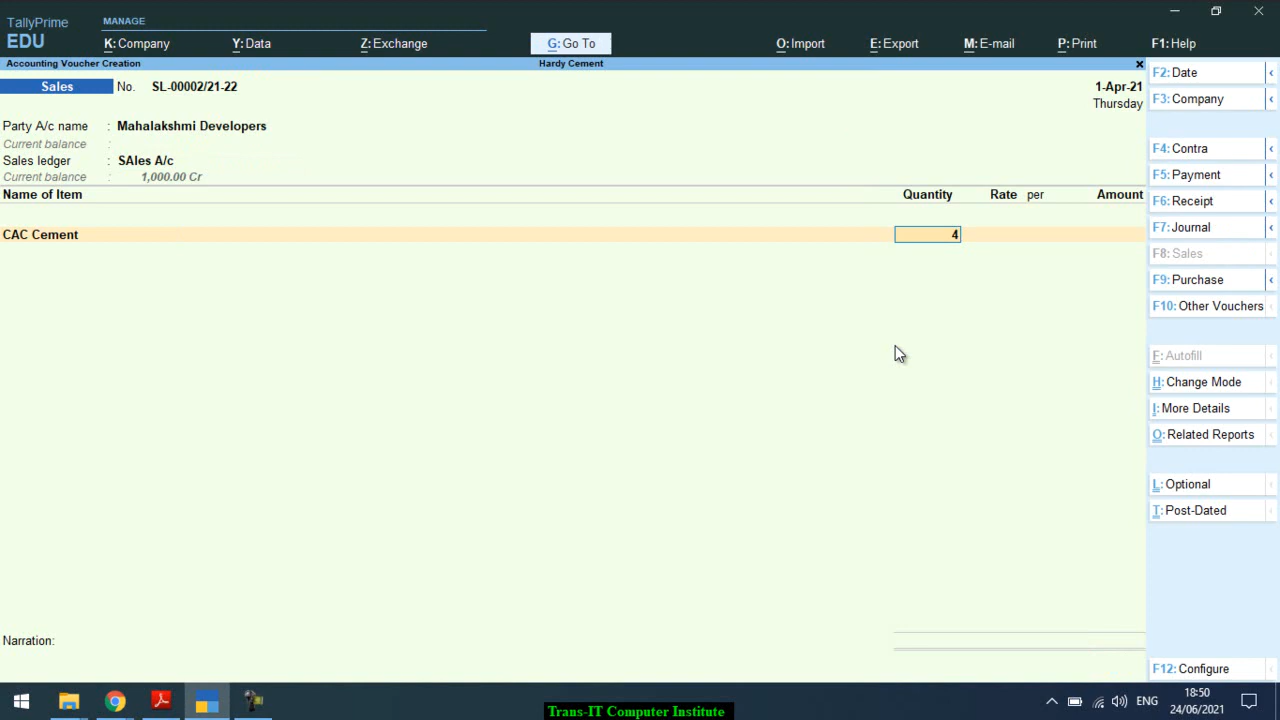 TallyPrime
EDU
MANAGE
K: Company Y: Data Z: Exchange G: Go To O: Import E: Export M: E-mail P: Print F1: Help
Accounting Voucher Creation Hardy Cement
Sales No. SL-00002/21-22 1-Apr-21
Thursday
Party A/c name : Mahalakshmi Developers
Current balance :
Sales ledger : SAles A/c
Current balance : 1,000.00 Cr
Name of Item Quantity Rate per Amount
CAC Cement 4
Narration:
F2: Date
F3: Company
F4: Contra
F5: Payment
F6: Receipt
F7: Journal
F8: Sales
F9: Purchase
F10: Other Vouchers
F: Autofill
H: Change Mode
I: More Details
O: Related Reports
L: Optional
T: Post-Dated
F12: Configure
ENG
18:50
24/06/2021
Trans-IT Computer Institute